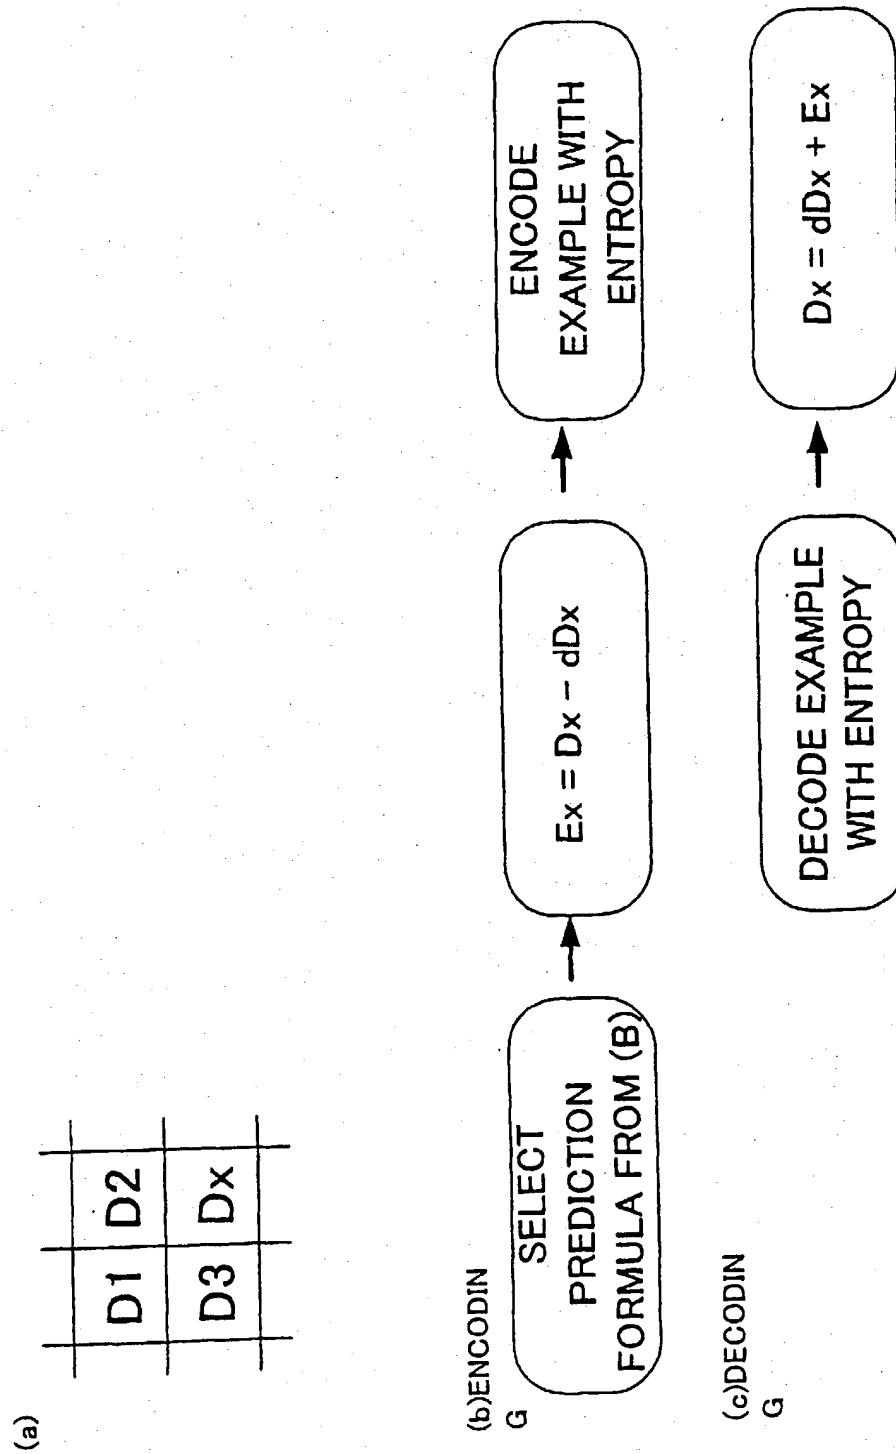 (a)
D1 D2
D3 Dx
(b)ENCODIN
G
SELECT
PREDICTION
FORMULA FROM (B)
Ex = Dx − dDx
ENCODE
EXAMPLE WITH
ENTROPY
(c)DECODIN
G
DECODE EXAMPLE
WITH ENTROPY
Dx = dDx + Ex